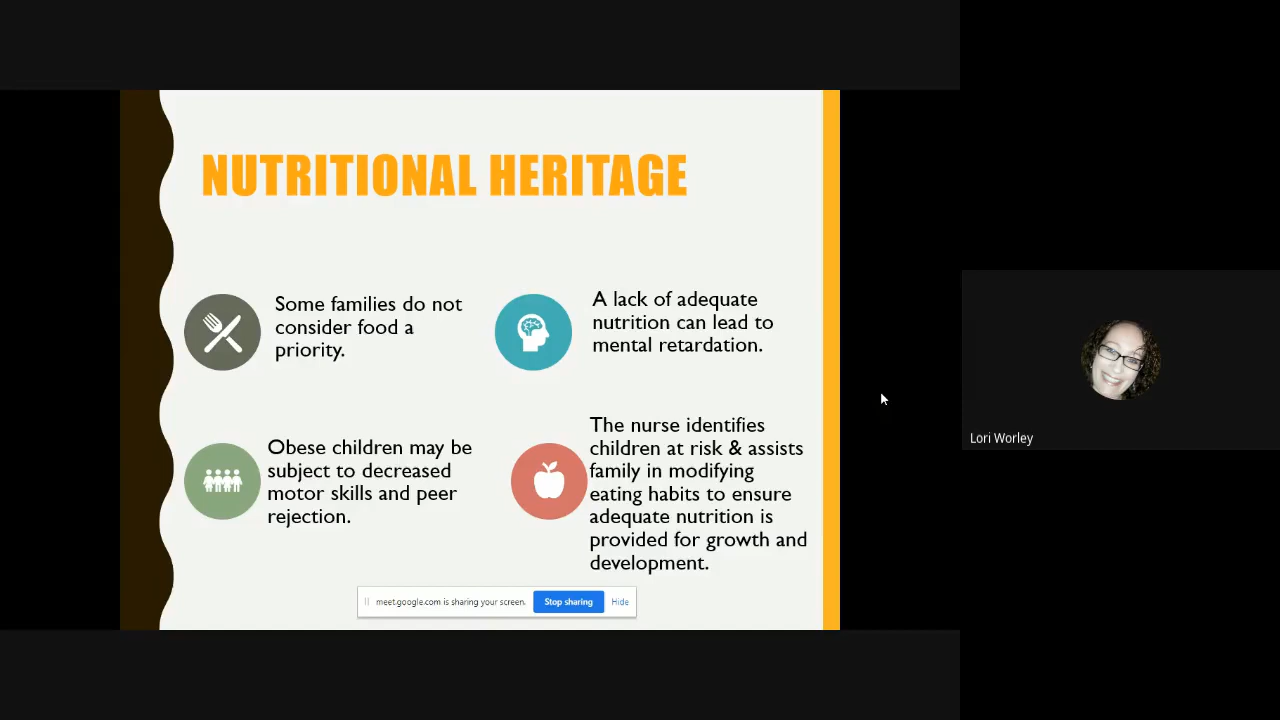 NUTRITIONAL HERITAGE
Some families do not
consider food a
priority.
A lack of adequate
nutrition can lead to
mental retardation.
Obese children may be
subject to decreased
motor skills and peer
rejection.
The nurse identifies
children at risk & assists
family in modifying
eating habits to ensure
adequate nutrition is
provided for growth and
development.
meet.google.com is sharing your screen. Stop sharing Hide
Lori Worley